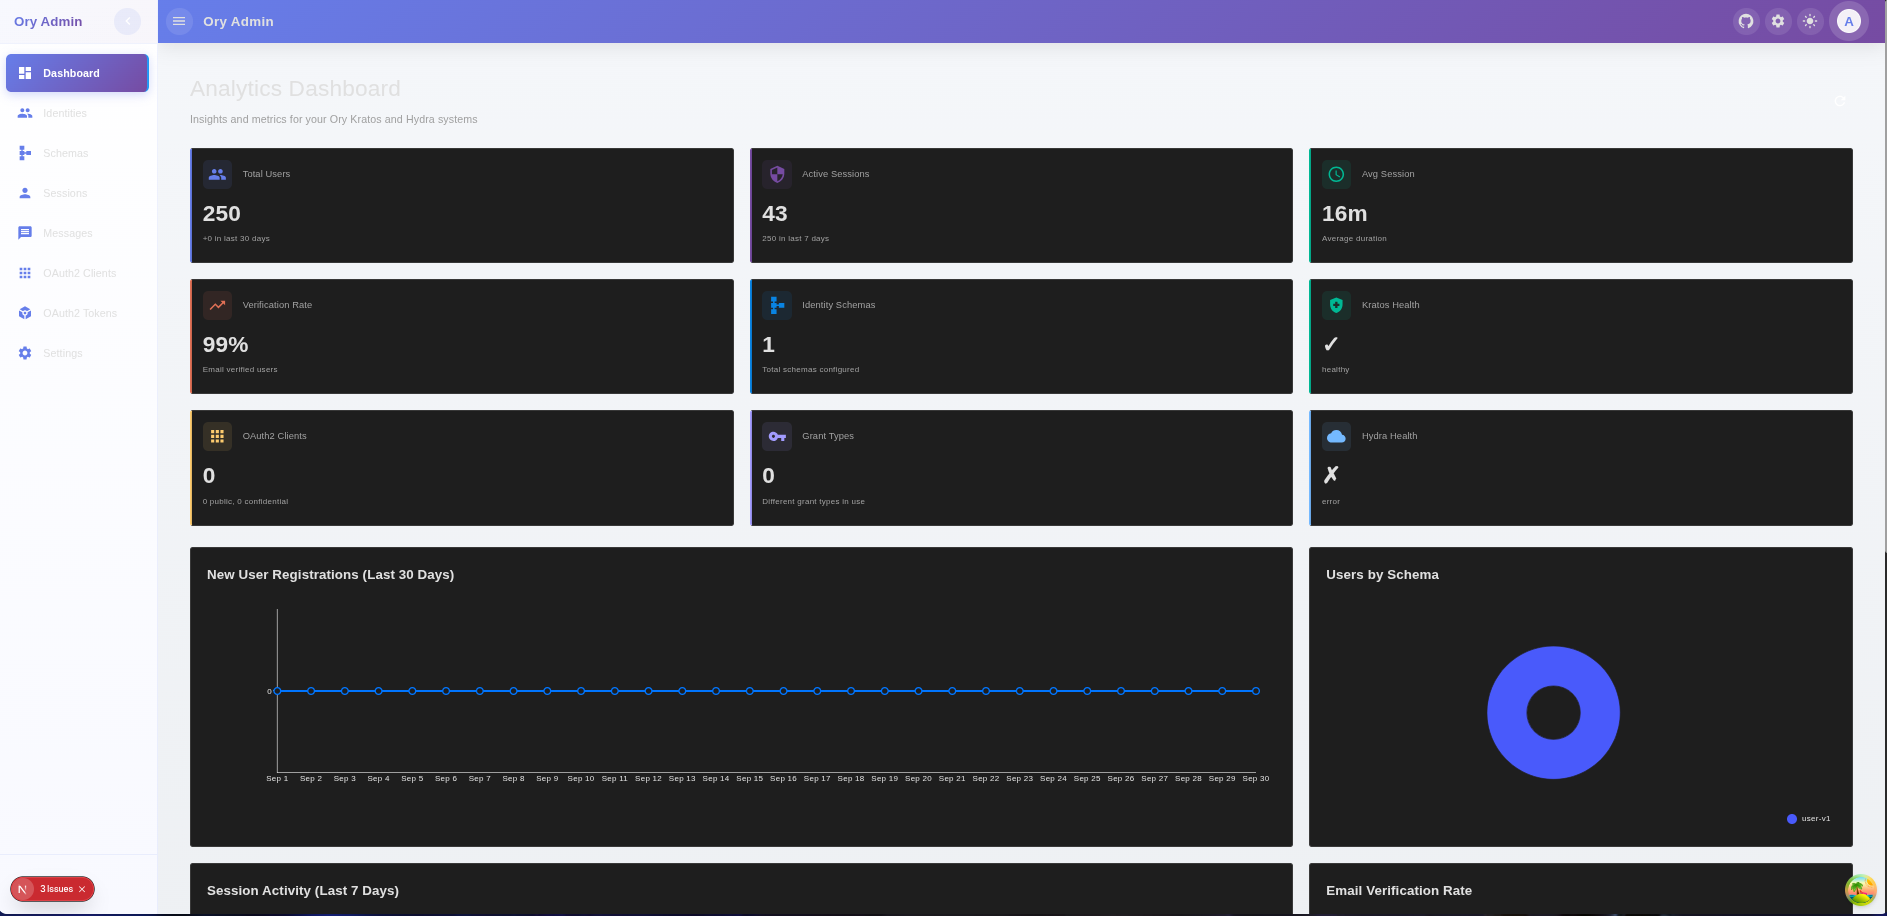 Ory Admin
Ory Admin
A
Dashboard
Identities
Schemas
Sessions
Messages
OAuth2 Clients
OAuth2 Tokens
Settings
Analytics Dashboard
Insights and metrics for your Ory Kratos and Hydra systems
Total Users
250
+0 in last 30 days
Active Sessions
43
250 in last 7 days
Avg Session
16m
Average duration
Verification Rate
99%
Email verified users
Identity Schemas
1
Total schemas configured
Kratos Health
✓
healthy
OAuth2 Clients
0
0 public, 0 confidential
Grant Types
0
Different grant types in use
Hydra Health
✗
error
New User Registrations (Last 30 Days)
0
Sep 1 Sep 2 Sep 3 Sep 4 Sep 5 Sep 6 Sep 7 Sep 8 Sep 9 Sep 10 Sep 11 Sep 12 Sep 13 Sep 14 Sep 15 Sep 16 Sep 17 Sep 18 Sep 19 Sep 20 Sep 21 Sep 22 Sep 23 Sep 24 Sep 25 Sep 26 Sep 27 Sep 28 Sep 29 Sep 30
Users by Schema
user-v1
Session Activity (Last 7 Days)
Email Verification Rate
N
3 Issues